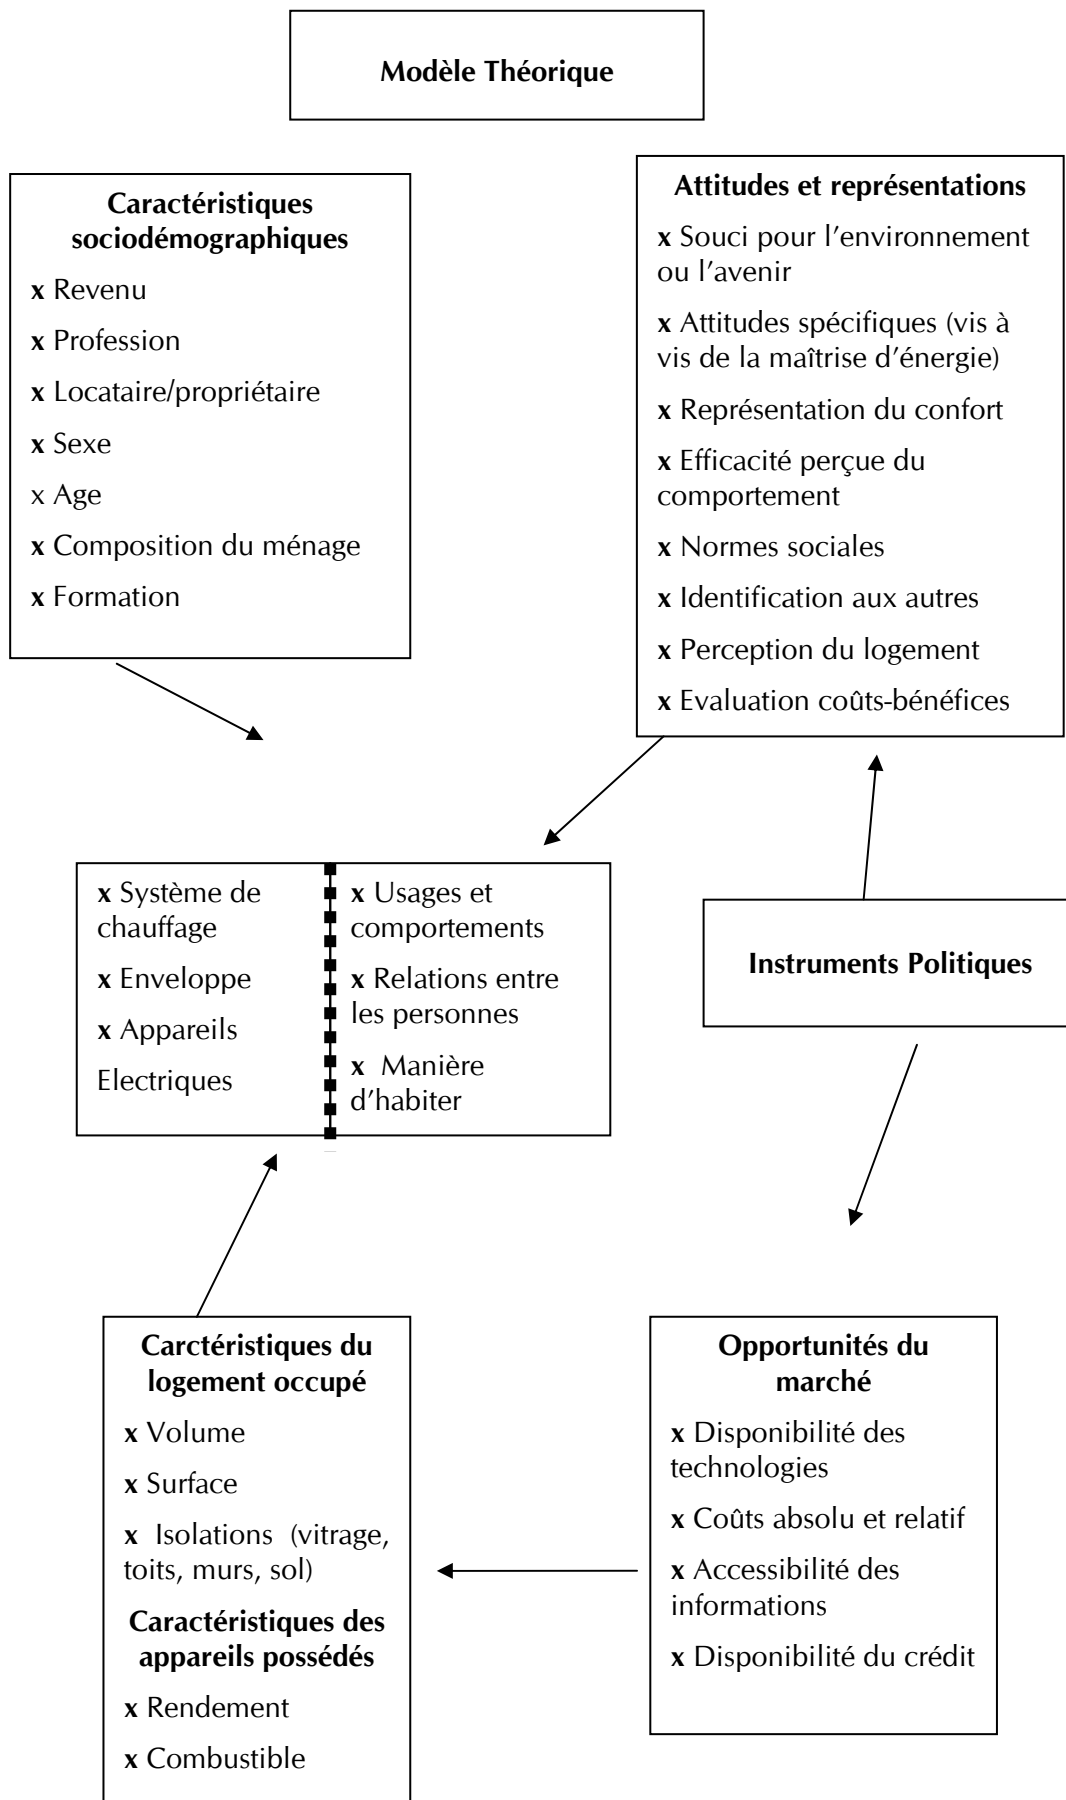 Modèle Théorique
Caractéristiques
sociodémographiques
x Revenu
x Profession
x Locataire/propriétaire
x Sexe
x Age
x Composition du ménage
x Formation
Attitudes et représentations
x Souci pour l’environnement
ou l’avenir
x Attitudes spécifiques (vis à
vis de la maîtrise d’énergie)
x Représentation du confort
x Efficacité perçue du
comportement
x Normes sociales
x Identification aux autres
x Perception du logement
x Evaluation coûts-bénéfices
x Système de
chauffage
x Enveloppe
x Appareils
Electriques
x Usages et
comportements
x Relations entre
les personnes
x Manière
d’habiter
Instruments Politiques
Carctéristiques du
logement occupé
x Volume
x Surface
x Isolations (vitrage,
toits, murs, sol)
Caractéristiques des
appareils possédés
x Rendement
x Combustible
Opportunités du
marché
x Disponibilité des
technologies
x Coûts absolu et relatif
x Accessibilité des
informations
x Disponibilité du crédit